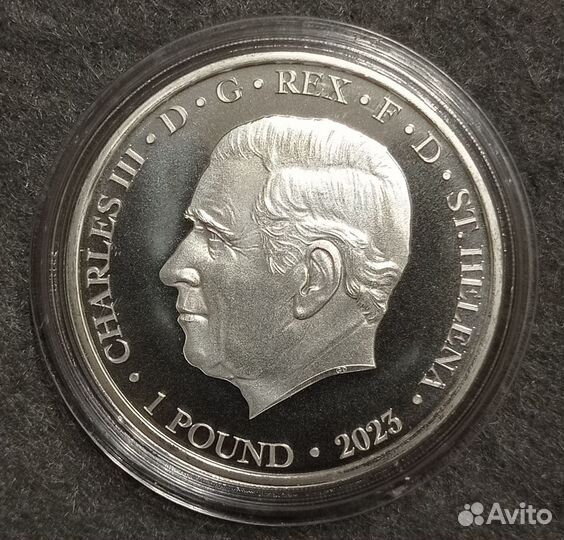 · CHARLES III · D · G · REX · F · D · ST. HELENA ·
1 POUND · 2023
Avito